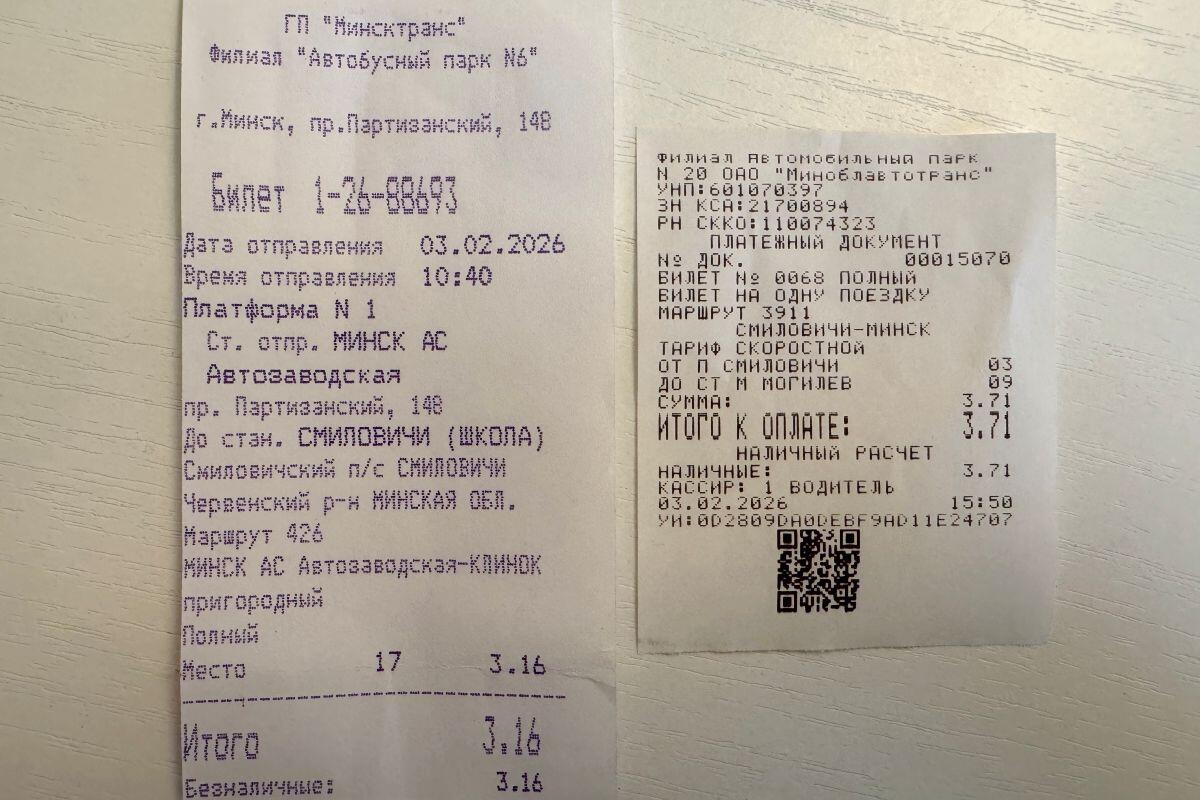 ГП "Минсктранс"
Филиал "Автобусный парк N6"
г.Минск, пр.Партизанский, 148
Билет 1-26-88693
Дата отправления 03.02.2026
Время отправления 10:40
Платформа N 1
Ст. отпр. МИНСК АС
Автозаводская
пр. Партизанский, 148
До стан. СМИЛОВИЧИ (ШКОЛА)
Смиловичский п/с СМИЛОВИЧИ
Червенский р-н МИНСКАЯ ОБЛ.
Маршрут 426
МИНСК АС Автозаводская-КЛИНОК
пригородный
Полный
Место 17 3.16
Итого 3.16
Безналичные: 3.16
ФИЛИАЛ АВТОМОБИЛЬНЫЙ ПАРК
N 20 ОАО "МИНОБЛАВТОТРАНС"
УНП:601070397
ЗН КСА:21700894
РН СККО:110074323
ПЛАТЕЖНЫЙ ДОКУМЕНТ
№ ДОК. 00015070
БИЛЕТ № 0068 ПОЛНЫЙ
БИЛЕТ НА ОДНУ ПОЕЗДКУ
МАРШРУТ 3911
СМИЛОВИЧИ-МИНСК
ТАРИФ СКОРОСТНОЙ
ОТ П СМИЛОВИЧИ 03
ДО СТ М МОГИЛЕВ 09
СУММА: 3.71
ИТОГО К ОПЛАТЕ: 3.71
НАЛИЧНЫЙ РАСЧЕТ
НАЛИЧНЫЕ: 3.71
КАССИР: 1 ВОДИТЕЛЬ
03.02.2026 15:50
УИ:0D2809DA0DEBF9AD11E24707